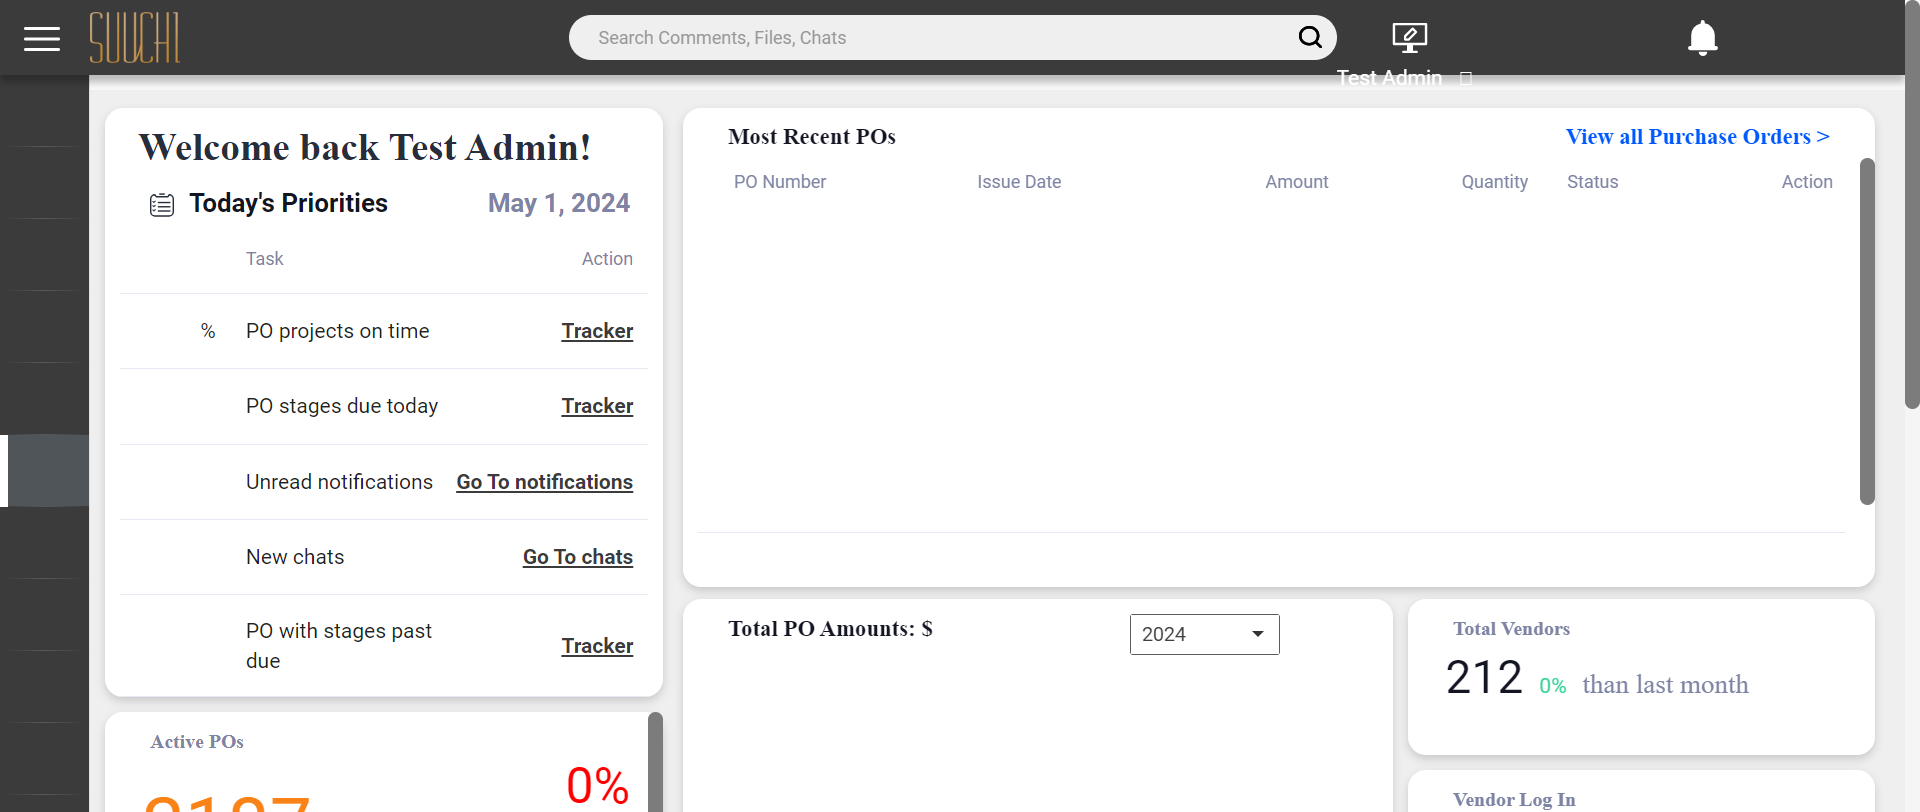 SUUCHI
Search Comments, Files, Chats
Test Admin
Welcome back Test Admin!
Today's Priorities May 1, 2024
Task Action
% PO projects on time Tracker
PO stages due today Tracker
Unread notifications Go To notifications
New chats Go To chats
PO with stages past
due
Tracker
Active POs
0%
Most Recent POs View all Purchase Orders >
PO Number Issue Date Amount Quantity Status Action
Total PO Amounts: $ 2024
Total Vendors
212 0% than last month
Vendor Log In